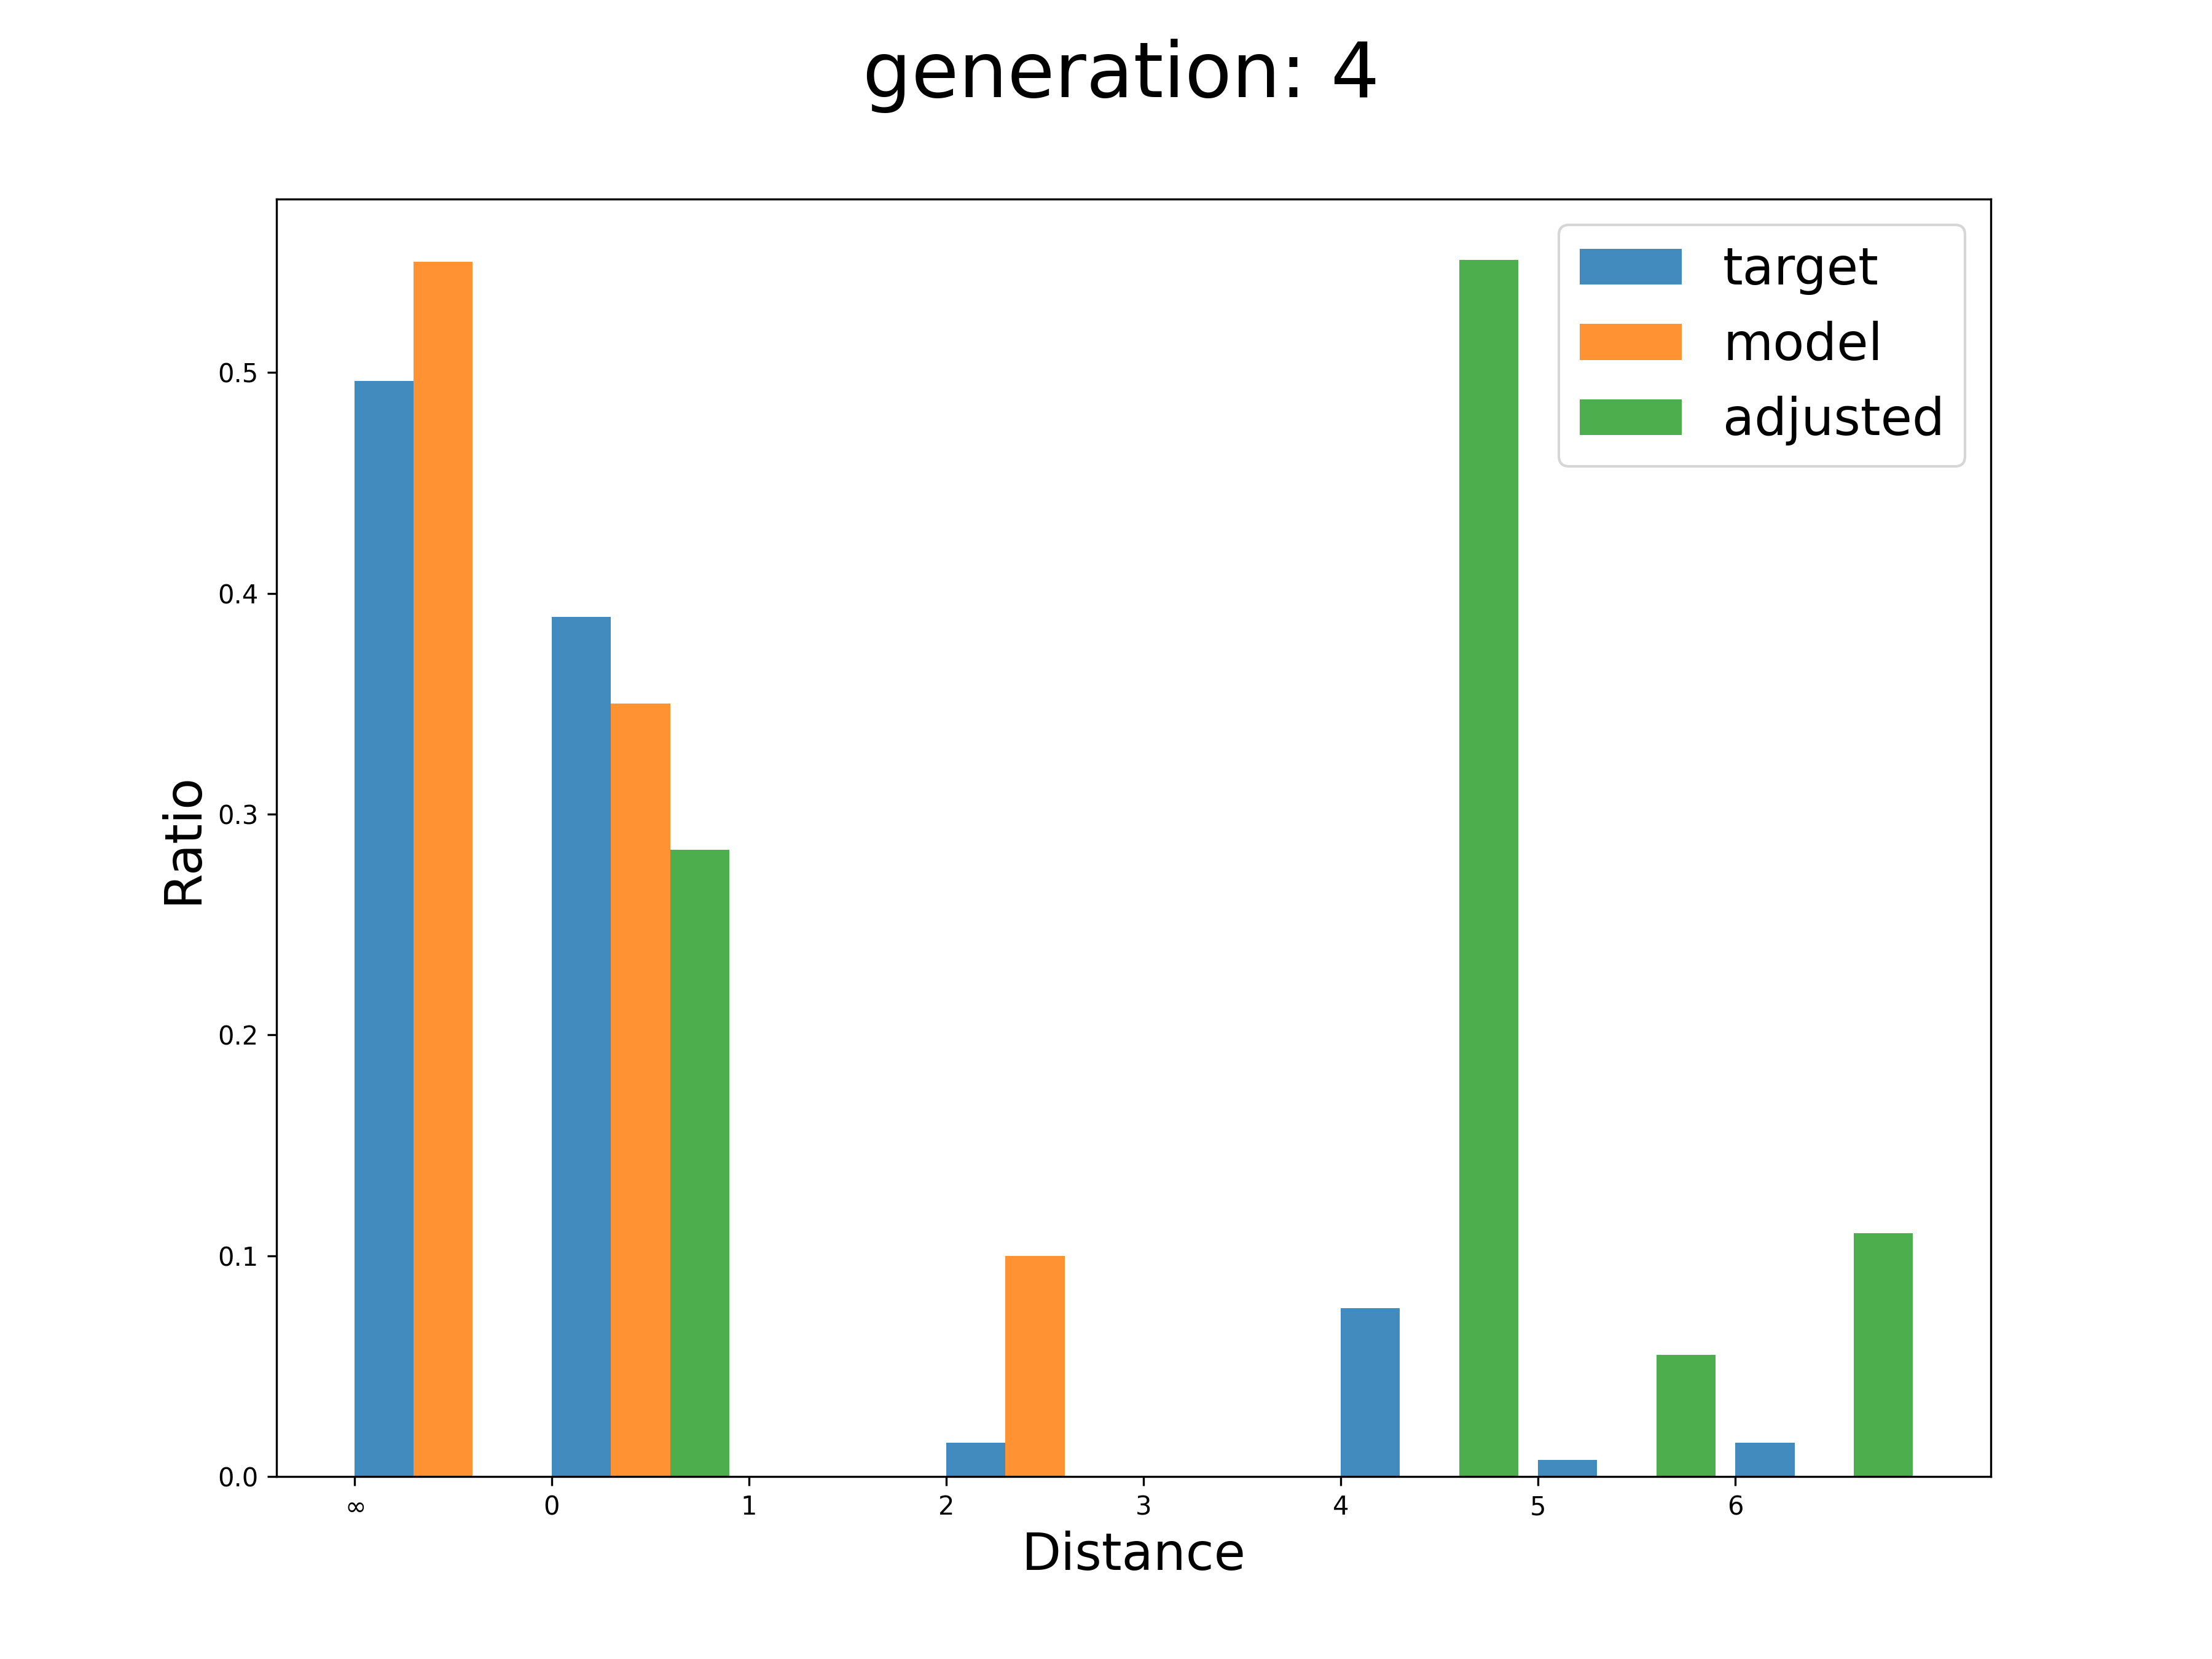 generation: 4
target
model
adjusted
Ratio
0.5
0.4
0.3
0.2
0.1
0.0
∞ 0 1 2 3 4 5 6
Distance